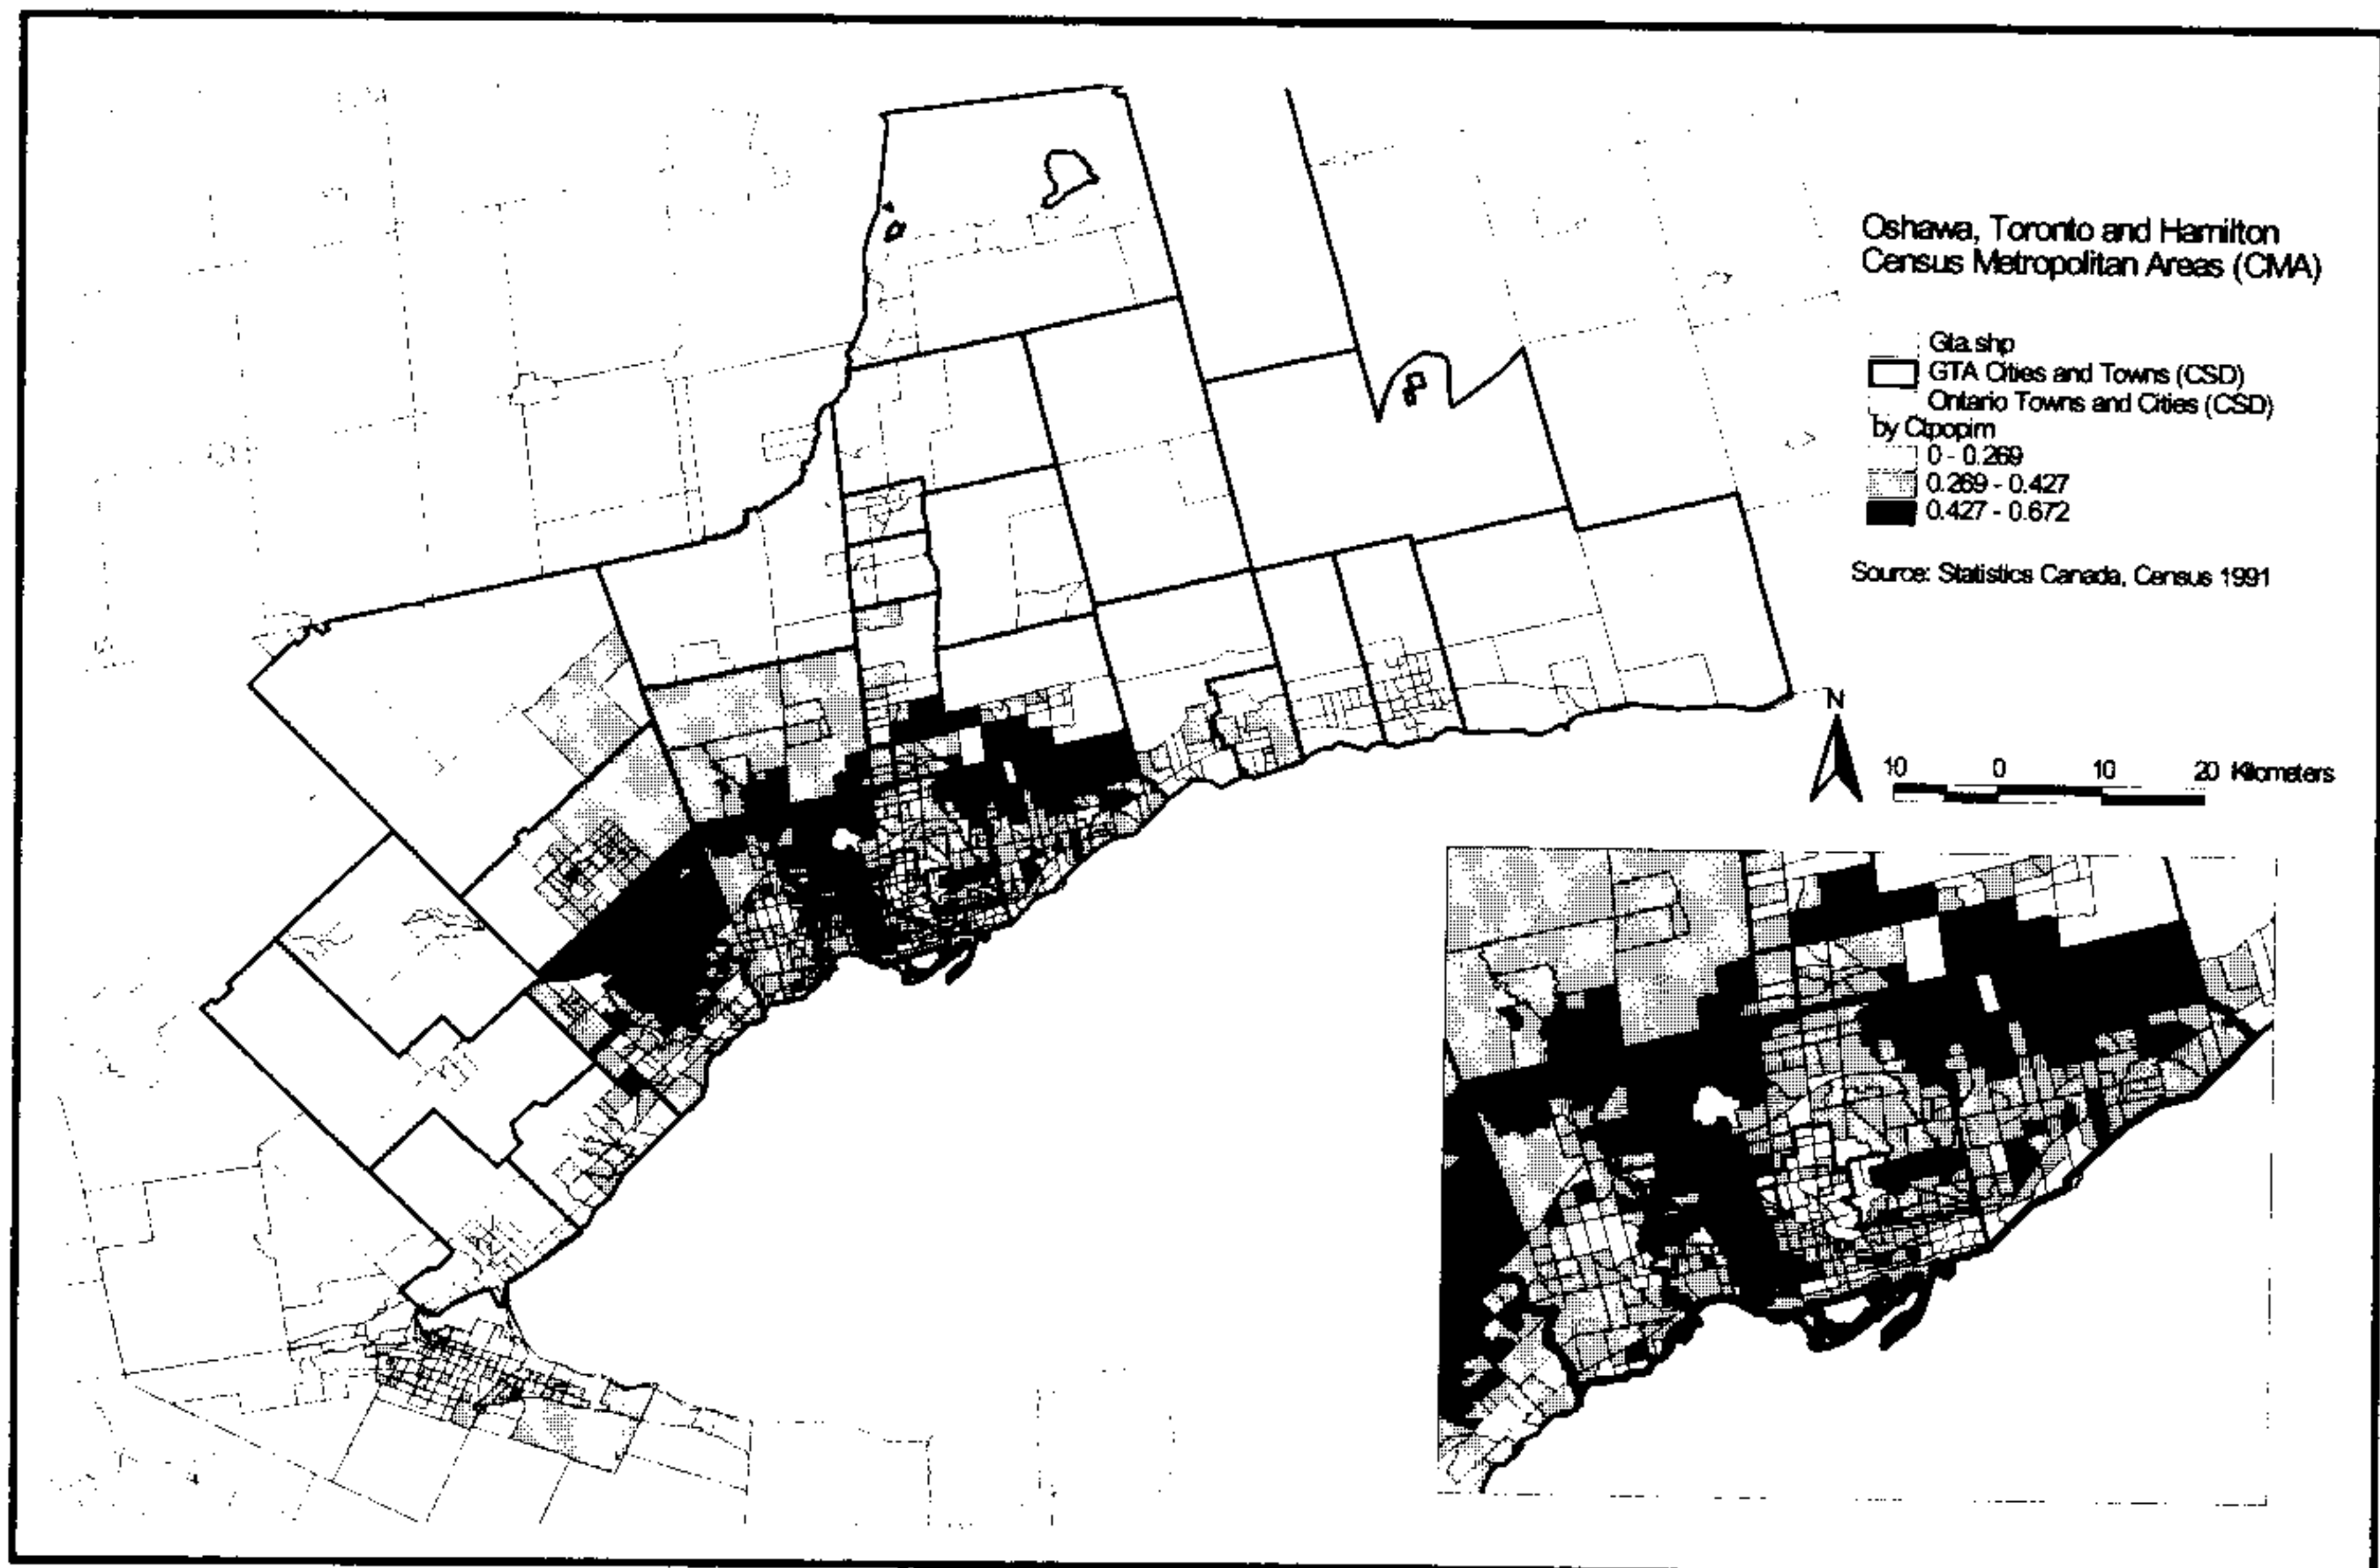 Oshawa, Toronto and Hamilton
Census Metropolitan Areas (CMA)
Gta.shp
GTA Cities and Towns (CSD)
Ontario Towns and Cities (CSD)
by Ctpopim
0 - 0.269
0.269 - 0.427
0.427 - 0.672
Source: Statistics Canada, Census 1991
N
10 0 10 20 Kilometers